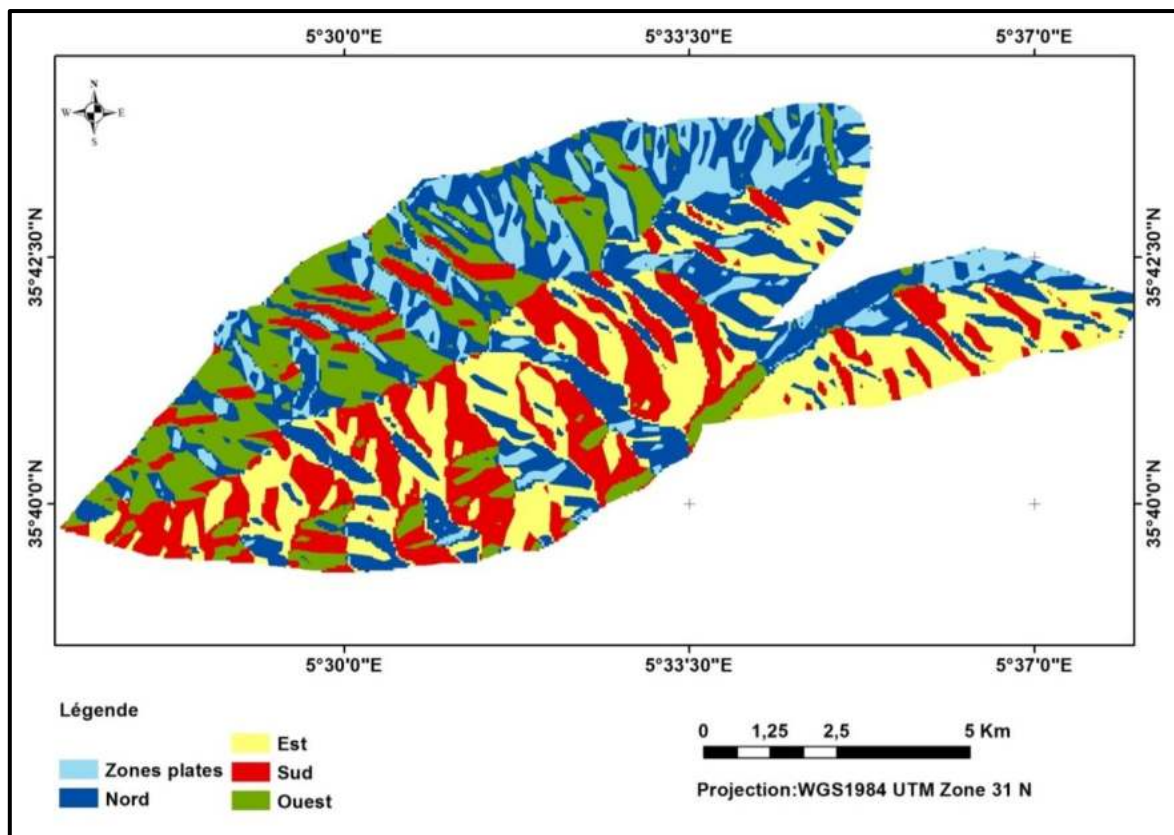 5°30'0"E 5°33'30"E 5°37'0"E
N
W E
S
35°42'30"N 35°42'30"N
35°40'0"N 35°40'0"N
5°30'0"E 5°33'30"E 5°37'0"E
Légende
Zones plates
Nord
Est
Sud
Ouest
0 1,25 2,5 5 Km
Projection:WGS1984 UTM Zone 31 N